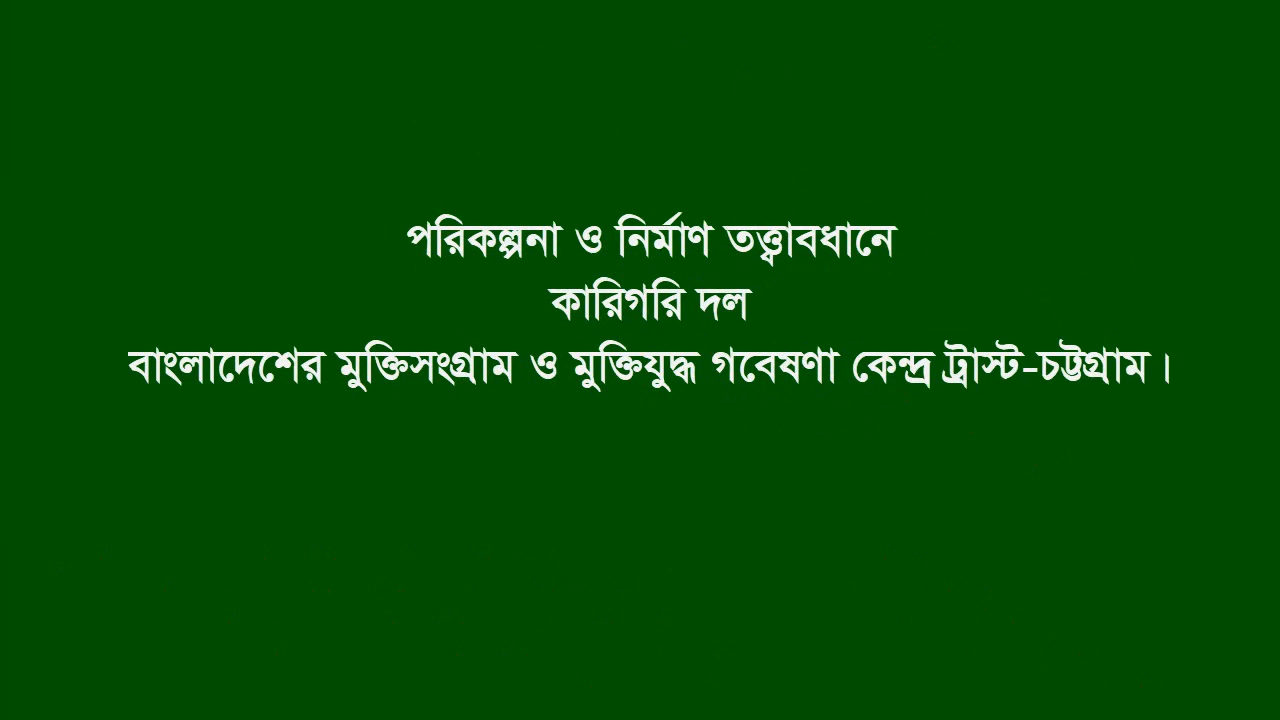 পরিকল্পনা ও নির্মাণ তত্ত্বাবধানে
কারিগরি দল
বাংলাদেশের মুক্তিসংগ্রাম ও মুক্তিযুদ্ধ গবেষণা কেন্দ্র ট্রাস্ট-চট্টগ্রাম।